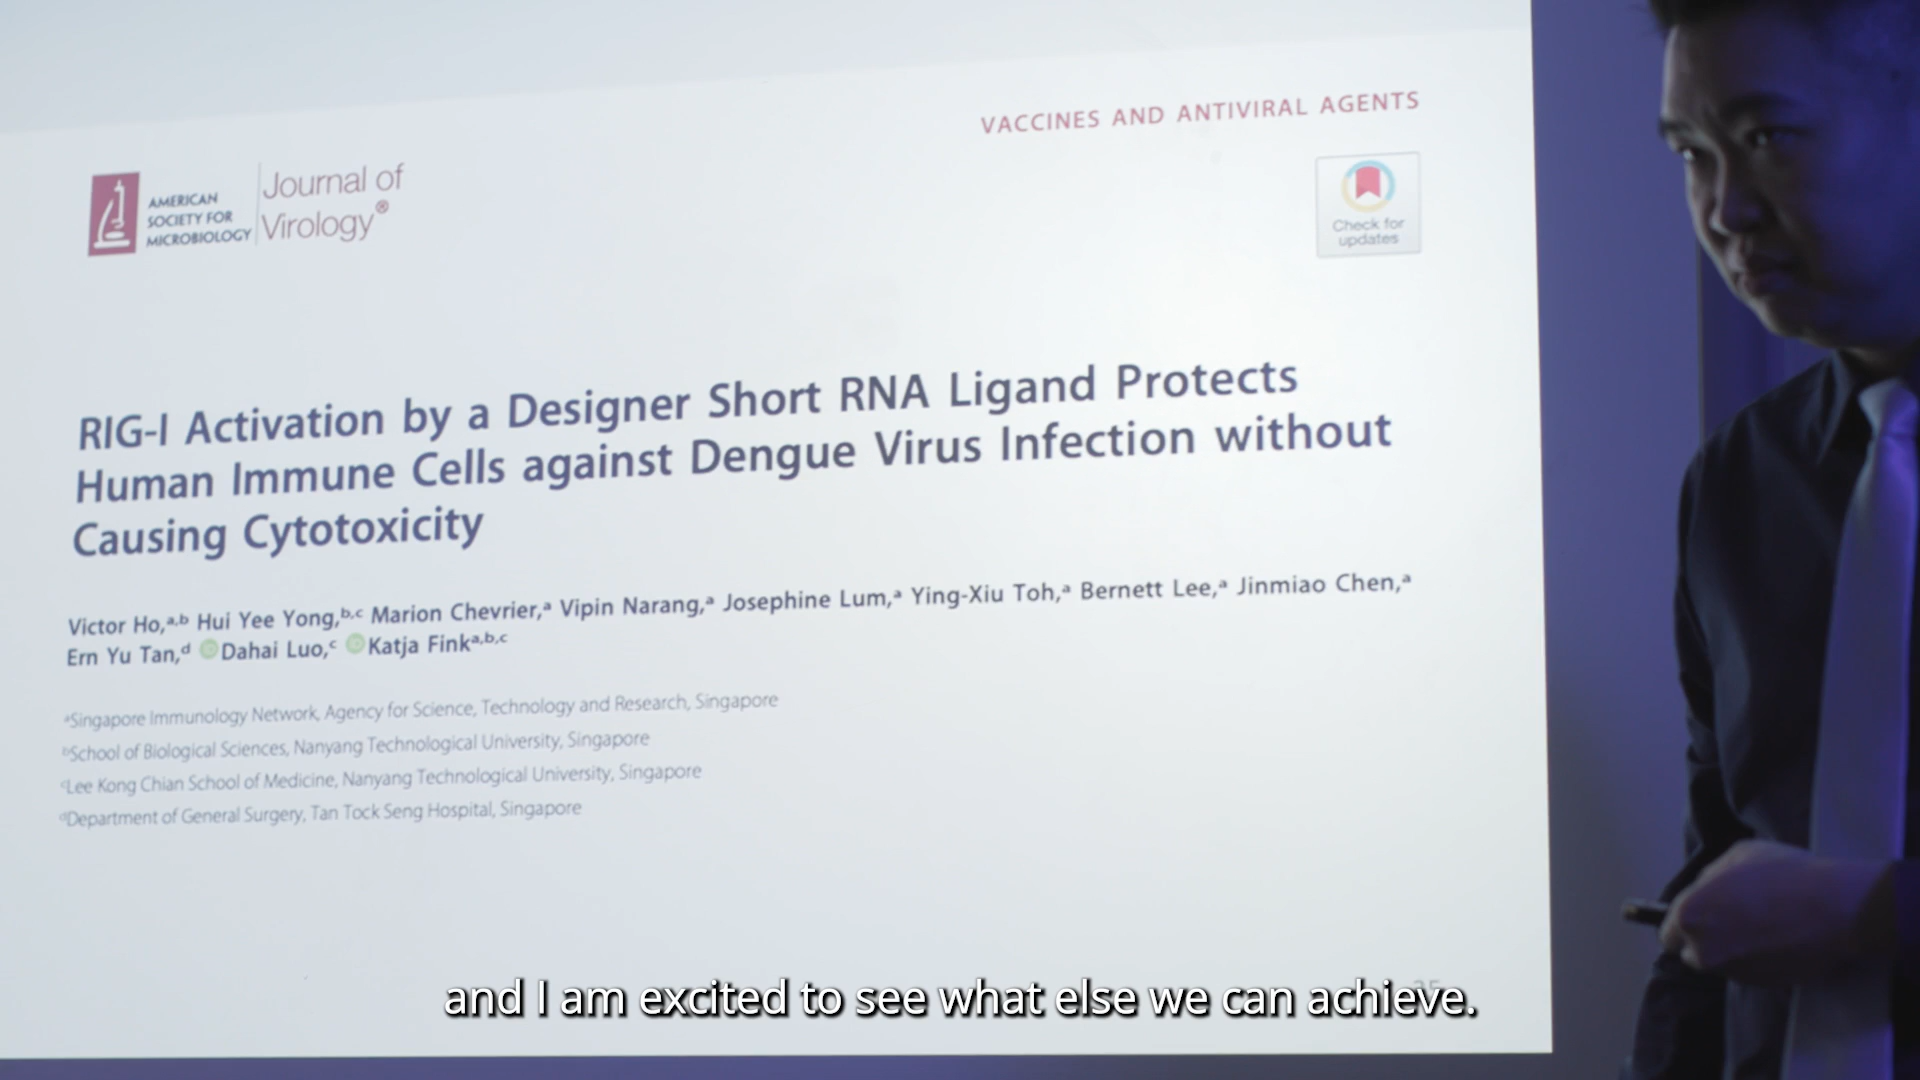 VACCINES AND ANTIVIRAL AGENTS
AMERICAN
SOCIETY FOR
MICROBIOLOGY
Journal of
Virology®
Check for
updates
RIG-I Activation by a Designer Short RNA Ligand Protects
Human Immune Cells against Dengue Virus Infection without
Causing Cytotoxicity
Victor Ho,ᵃ,ᵇ Hui Yee Yong,ᵇ,ᶜ Marion Chevrier,ᵃ Vipin Narang,ᵃ Josephine Lum,ᵃ Ying-Xiu Toh,ᵃ Bernett Lee,ᵃ Jinmiao Chen,ᵃ
Ern Yu Tan,ᵈ Dahai Luo,ᶜ Katja Finkᵃ,ᵇ,ᶜ
ᵃSingapore Immunology Network, Agency for Science, Technology and Research, Singapore
ᵇSchool of Biological Sciences, Nanyang Technological University, Singapore
ᶜLee Kong Chian School of Medicine, Nanyang Technological University, Singapore
ᵈDepartment of General Surgery, Tan Tock Seng Hospital, Singapore
and I am excited to see what else we can achieve.